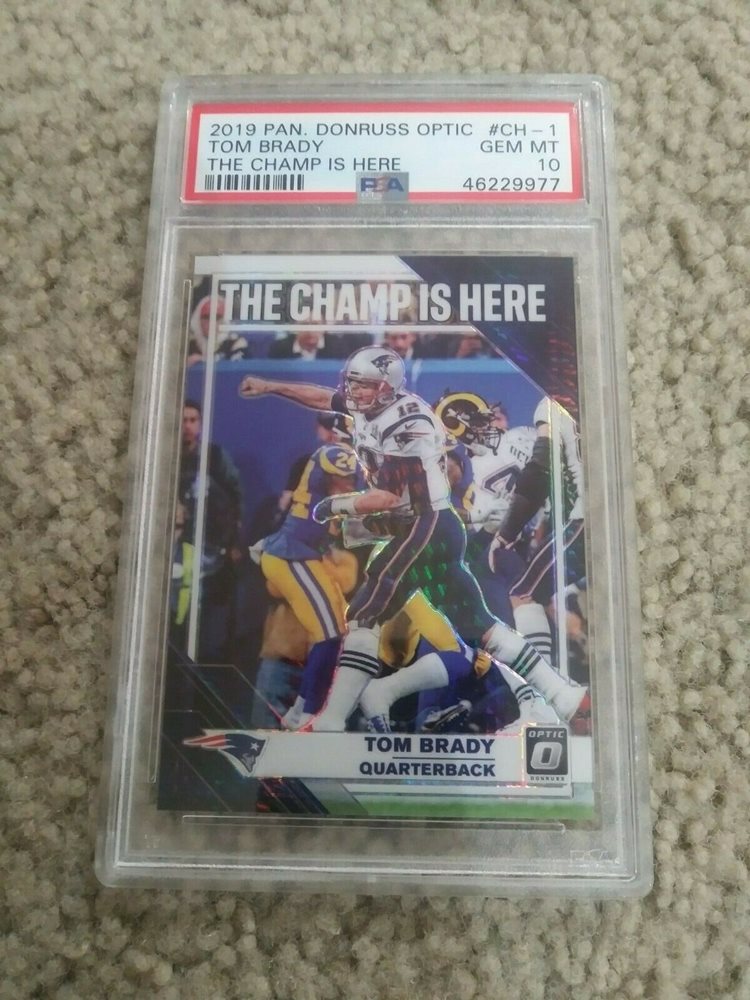 2019 PAN. DONRUSS OPTIC #CH-1
TOM BRADY GEM MT
THE CHAMP IS HERE 10
PSA 46229977
THE CHAMP IS HERE
12
24
TOM BRADY
QUARTERBACK
OPTIC
DONRUSS